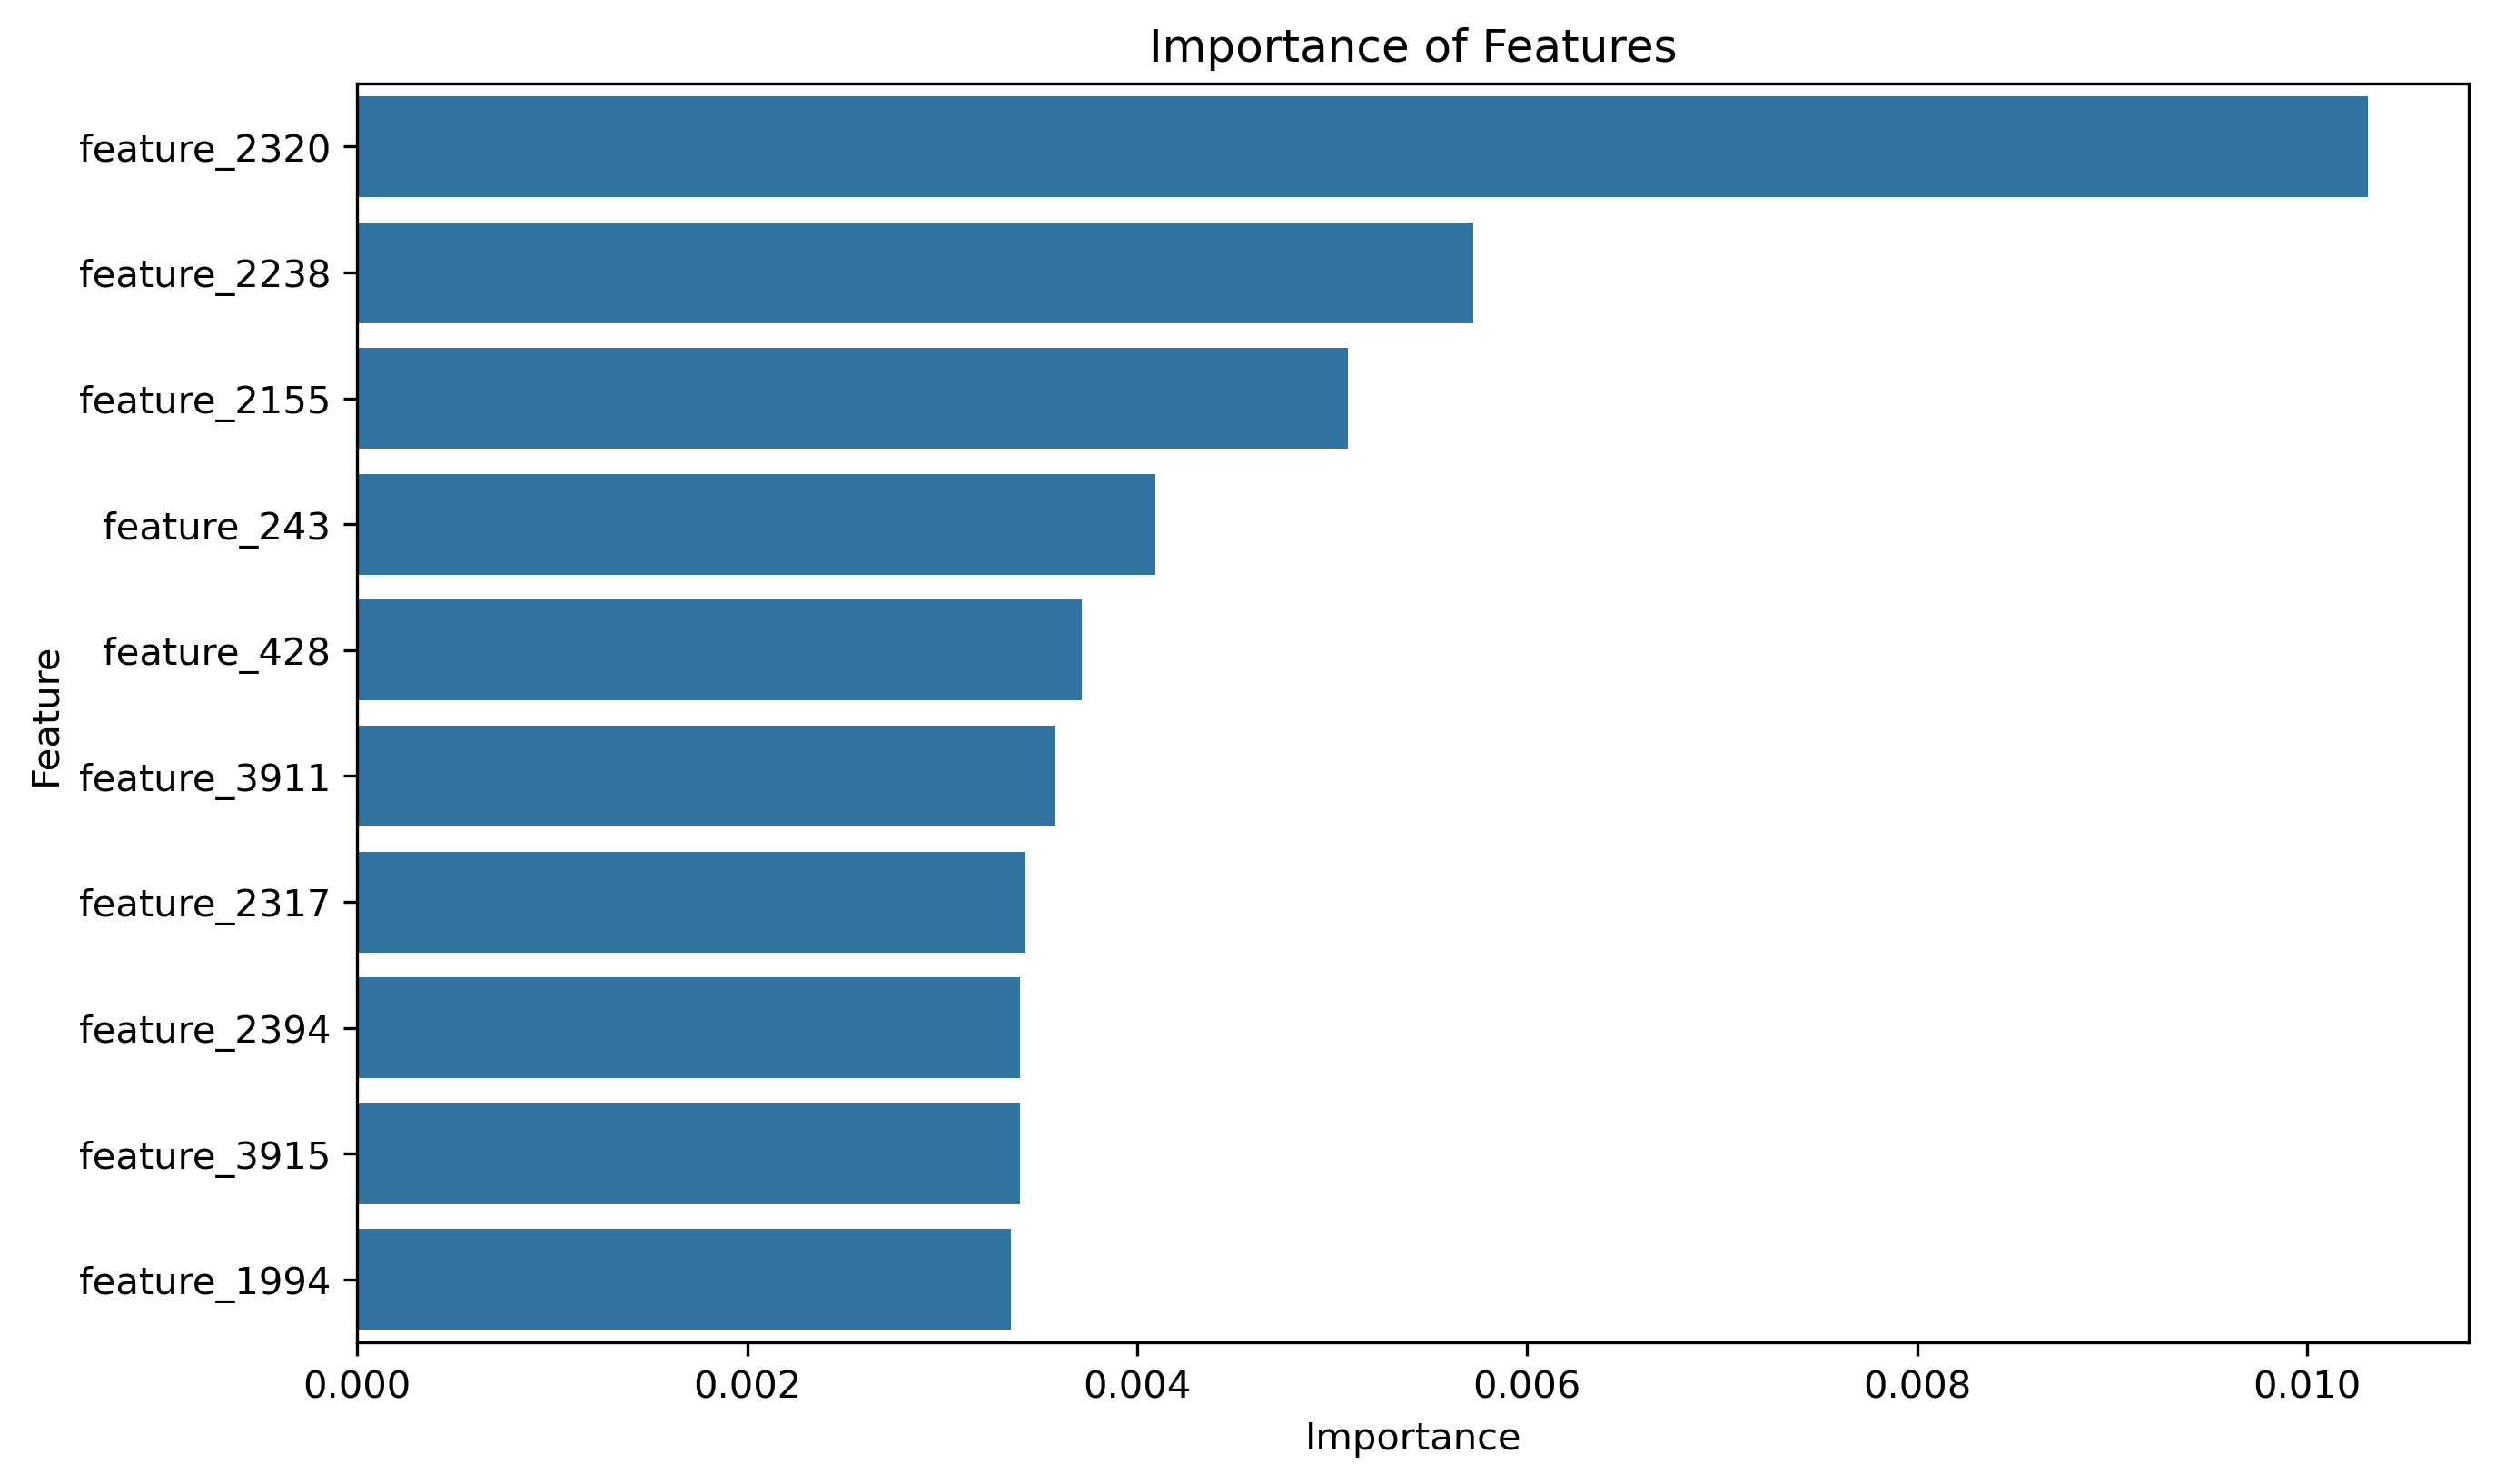 Importance of Features
feature_2320
feature_2238
feature_2155
feature_243
feature_428
feature_3911
feature_2317
feature_2394
feature_3915
feature_1994
Feature
0.000 0.002 0.004 0.006 0.008 0.010
Importance